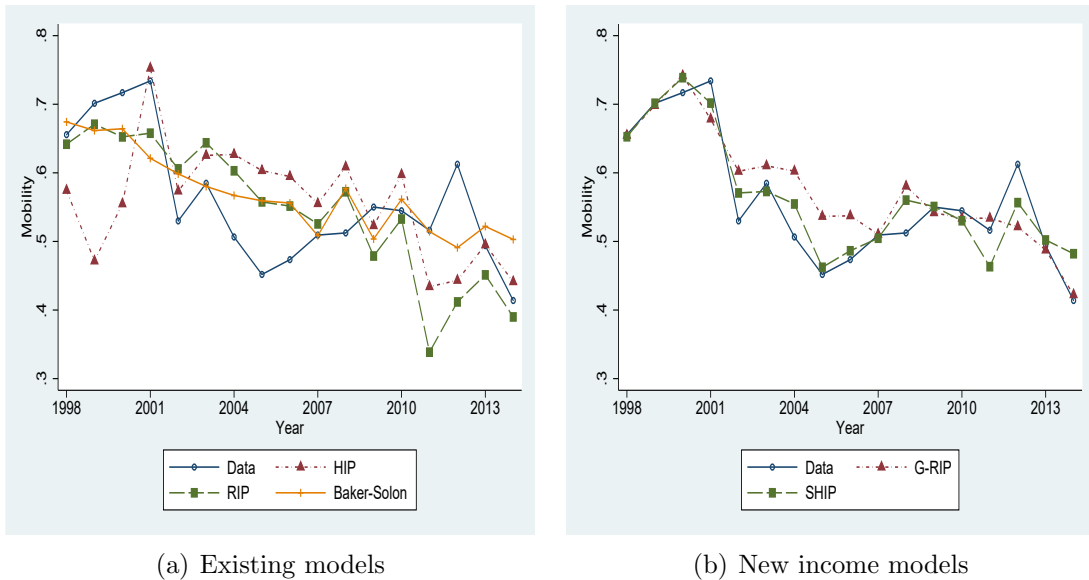 .8
.7
.6
.5
.4
.3
Mobility
1998 2001 2004 2007 2010 2013
Year
Data HIP
RIP Baker-Solon
(a) Existing models
.8
.7
.6
.5
.4
.3
Mobility
1998 2001 2004 2007 2010 2013
Year
Data G-RIP
SHIP
(b) New income models